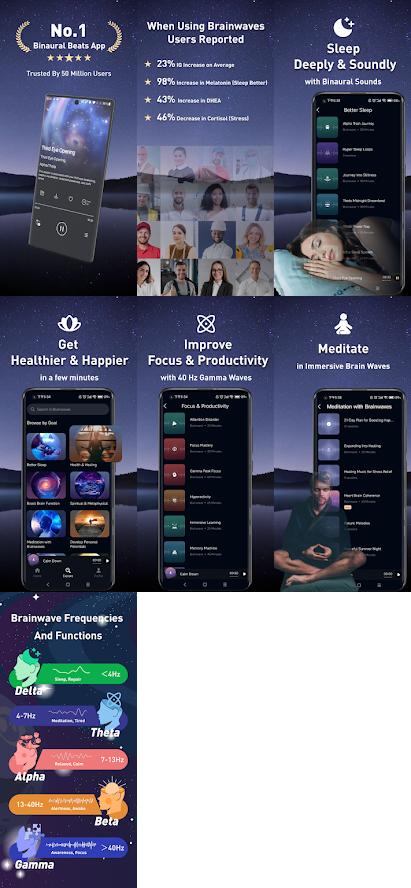 No.1
Binaural Beats App
Trusted By 50 Million Users
Third Eye Opening
Third Eye Opening
Alpha/Theta
When Using Brainwaves
Users Reported
23% IG Increase on Average
98% Increase in Melatonin (Sleep Better)
43% Increase in DHEA
46% Decrease in Cortisol (Stress)
Sleep
Deeply & Soundly
with Binaural Sounds
Better Sleep
Alpha Train Journey
Hyper Sleep Loops
Journey Into Stillness
Theta Midnight Dreamland
Get
Healthier & Happier
in a few minutes
Search in Brainwaves
Browse by Goal
Better Sleep
Health & Healing
Boost Brain Function
Spiritual & Metaphysical
Meditation with
Brainwaves
Develop Personal
Potentials
Calm Down
Improve
Focus & Productivity
with 40 Hz Gamma Waves
Focus & Productivity
Attention Disorder
Focus Mastery
Gamma Peak Focus
Hyperactivity
Immersive Learning
Memory Machine
Calm Down
Meditate
in Immersive Brain Waves
Meditation with Brainwaves
21-Day Plan for Boosting Hap...
Expanding Into Healing
Healing Music for Stress Relief
Heart Brain Coherence
Brainwave Frequencies
And Functions
<4Hz
Sleep, Repair
Delta
4-7Hz
Meditation, Tired
Theta
7-13Hz
Relaxed, Calm
Alpha
13-40Hz
Alertness, Awake
Beta
>40Hz
Awareness, Focus
Gamma